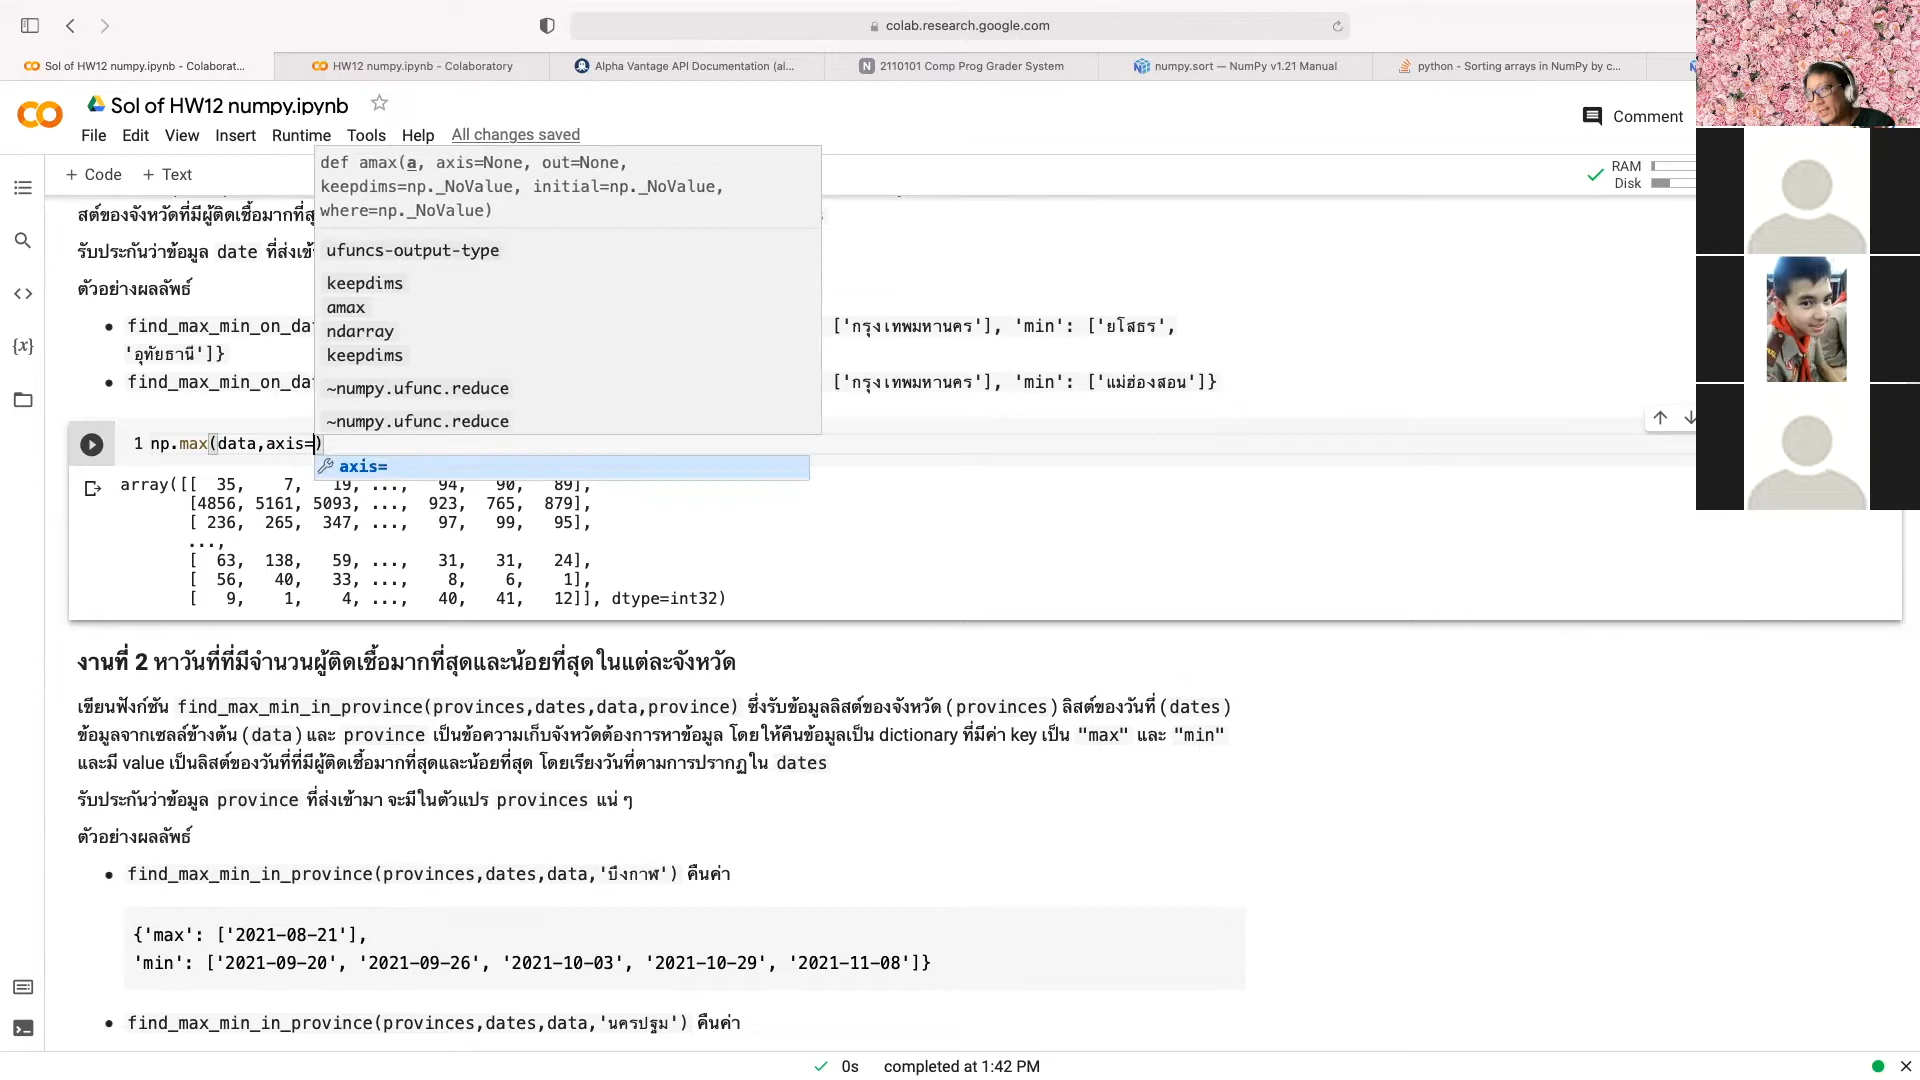 colab.research.google.com
Sol of HW12 numpy.ipynb - Colaborat...
HW12 numpy.ipynb - Colaboratory
Alpha Vantage API Documentation (al...
2110101 Comp Prog Grader System
numpy.sort — NumPy v1.21 Manual
python - Sorting arrays in NumPy by c...
Sol of HW12 numpy.ipynb
Comment
File Edit View Insert Runtime Tools Help All changes saved
+ Code + Text
RAM
Disk
def amax(a, axis=None, out=None,
keepdims=np._NoValue, initial=np._NoValue,
where=np._NoValue)
ufuncs-output-type
keepdims
amax
ndarray
keepdims
~numpy.ufunc.reduce
~numpy.ufunc.reduce
สต์ของจังหวัดที่มีผู้ติดเชื้อมากที่สุ
รับประกันว่าข้อมูล date ที่ส่งเข้
ตัวอย่างผลลัพธ์
find_max_min_on_da
['กรุงเทพมหานคร'], 'min': ['ยโสธร',
'อุทัยธานี']}
find_max_min_on_da
['กรุงเทพมหานคร'], 'min': ['แม่ฮ่องสอน']}
1 np.max(data,axis=)
axis=
array([[ 35, 7, 19, ..., 94, 90, 89],
[4856, 5161, 5093, ..., 923, 765, 879],
[ 236, 265, 347, ..., 97, 99, 95],
...,
[ 63, 138, 59, ..., 31, 31, 24],
[ 56, 40, 33, ..., 8, 6, 1],
[ 9, 1, 4, ..., 40, 41, 12]], dtype=int32)
งานที่ 2 หาวันที่ที่มีจำนวนผู้ติดเชื้อมากที่สุดและน้อยที่สุดในแต่ละจังหวัด
เขียนฟังก์ชัน find_max_min_in_province(provinces,dates,data,province) ซึ่งรับข้อมูลลิสต์ของจังหวัด (provinces) ลิสต์ของวันที่ (dates)
ข้อมูลจากเซลล์ข้างต้น (data) และ province เป็นข้อความเก็บจังหวัดต้องการหาข้อมูล โดยให้คืนข้อมูลเป็น dictionary ที่มีค่า key เป็น "max" และ "min"
และมี value เป็นลิสต์ของวันที่ที่มีผู้ติดเชื้อมากที่สุดและน้อยที่สุด โดยเรียงวันที่ตามการปรากฏใน dates
รับประกันว่าข้อมูล province ที่ส่งเข้ามา จะมีในตัวแปร provinces แน่ ๆ
ตัวอย่างผลลัพธ์
find_max_min_in_province(provinces,dates,data,'บึงกาฬ') คืนค่า
{'max': ['2021-08-21'],
'min': ['2021-09-20', '2021-09-26', '2021-10-03', '2021-10-29', '2021-11-08']}
find_max_min_in_province(provinces,dates,data,'นครปฐม') คืนค่า
0s completed at 1:42 PM